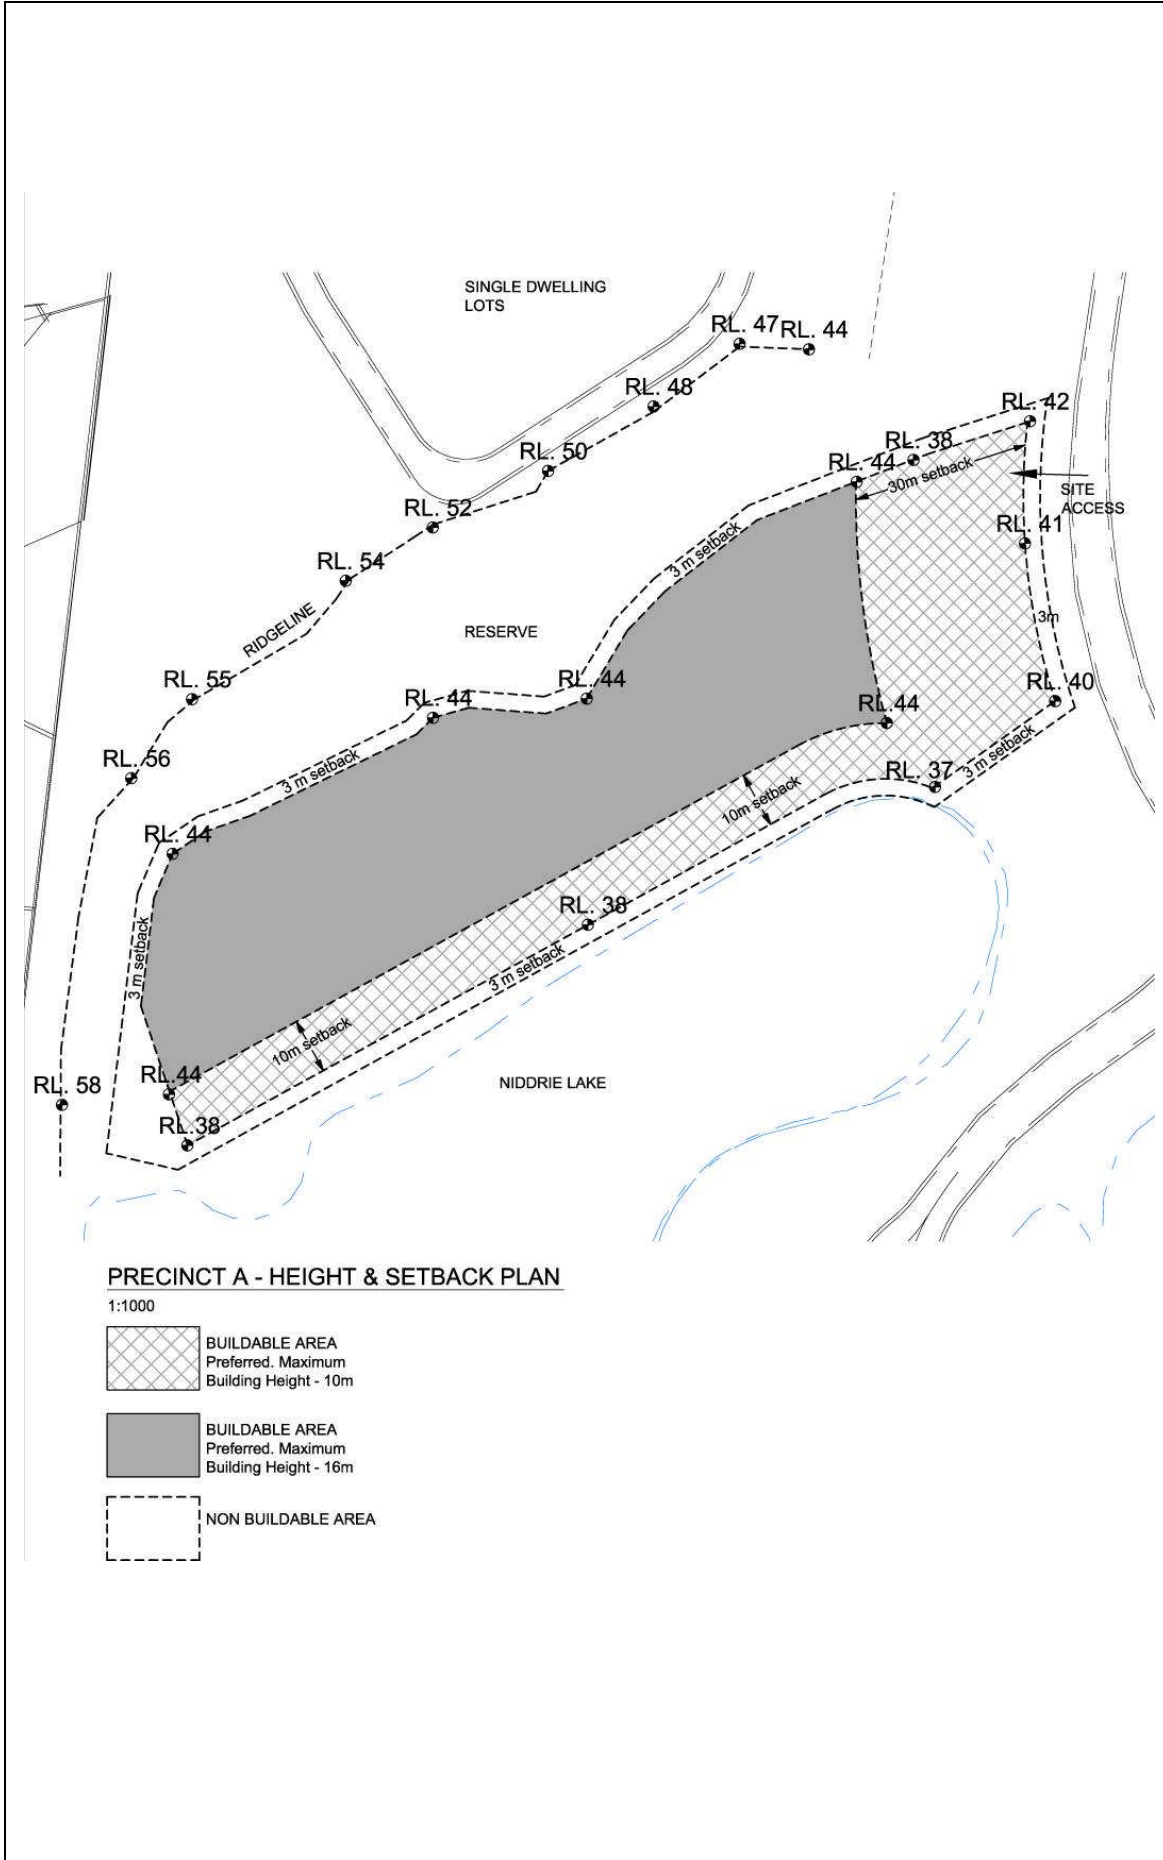 SINGLE DWELLING
LOTS
RL. 47
RL. 44
RL. 48
RL. 42
RL. 38
RL. 50
RL. 44
30m setback
SITE
ACCESS
RL. 52
RL. 41
3 m setback
RL. 54
3m
RIDGELINE
RESERVE
RL. 55
RL. 44
RL. 44
RL. 40
RL.44
3 m setback
RL. 56
3 m setback
RL. 37
10m setback
RL. 44
RL. 38
3 m setback
3 m setback
10m setback
RL. 58
RL.44
NIDDRIE LAKE
RL.38
PRECINCT A - HEIGHT & SETBACK PLAN
1:1000
BUILDABLE AREA
Preferred. Maximum
Building Height - 10m
BUILDABLE AREA
Preferred. Maximum
Building Height - 16m
NON BUILDABLE AREA